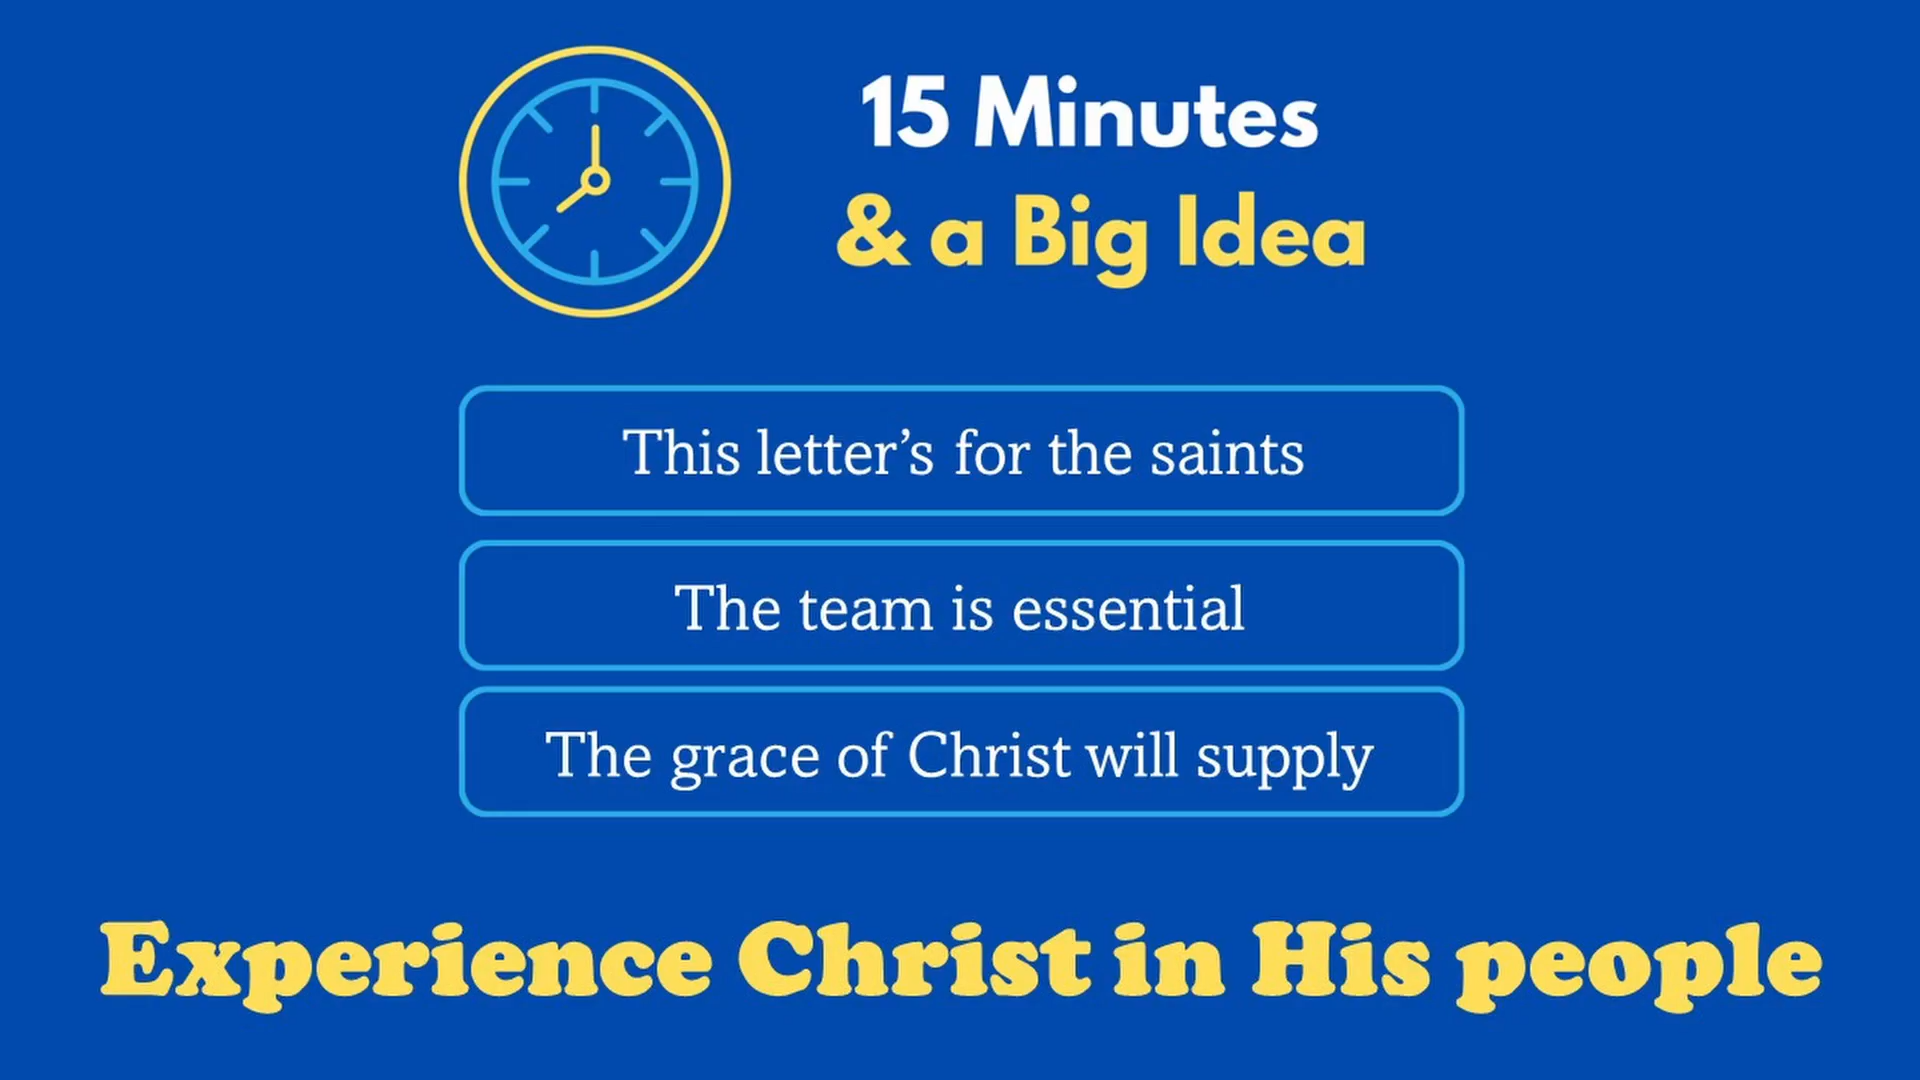 15 Minutes
& a Big Idea
This letter’s for the saints
The team is essential
The grace of Christ will supply
Experience Christ in His people